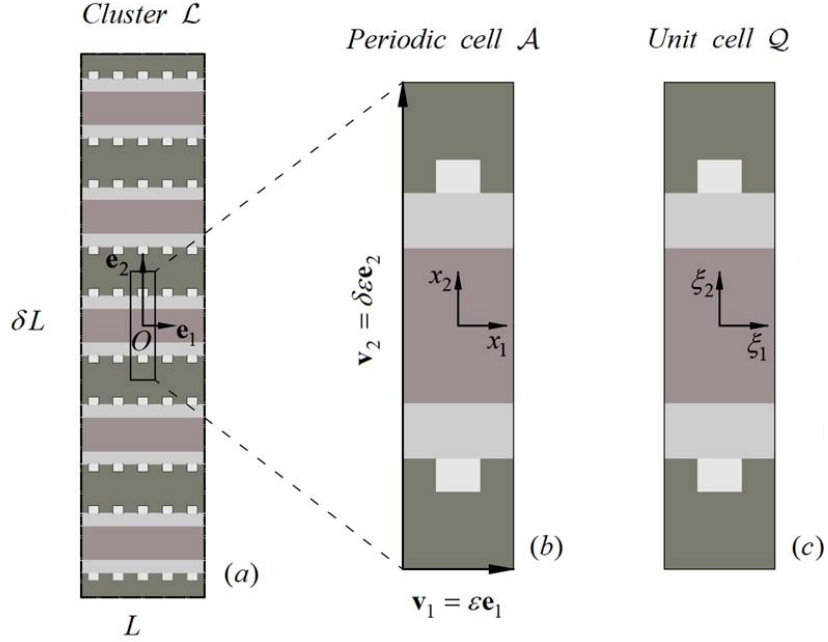 Cluster ℒ
Periodic cell 𝒜
Unit cell 𝒬
e₂
e₁
O
δL
L
(a)
v₂ = δεe₂
x₂
x₁
v₁ = εe₁
(b)
ξ₂
ξ₁
(c)